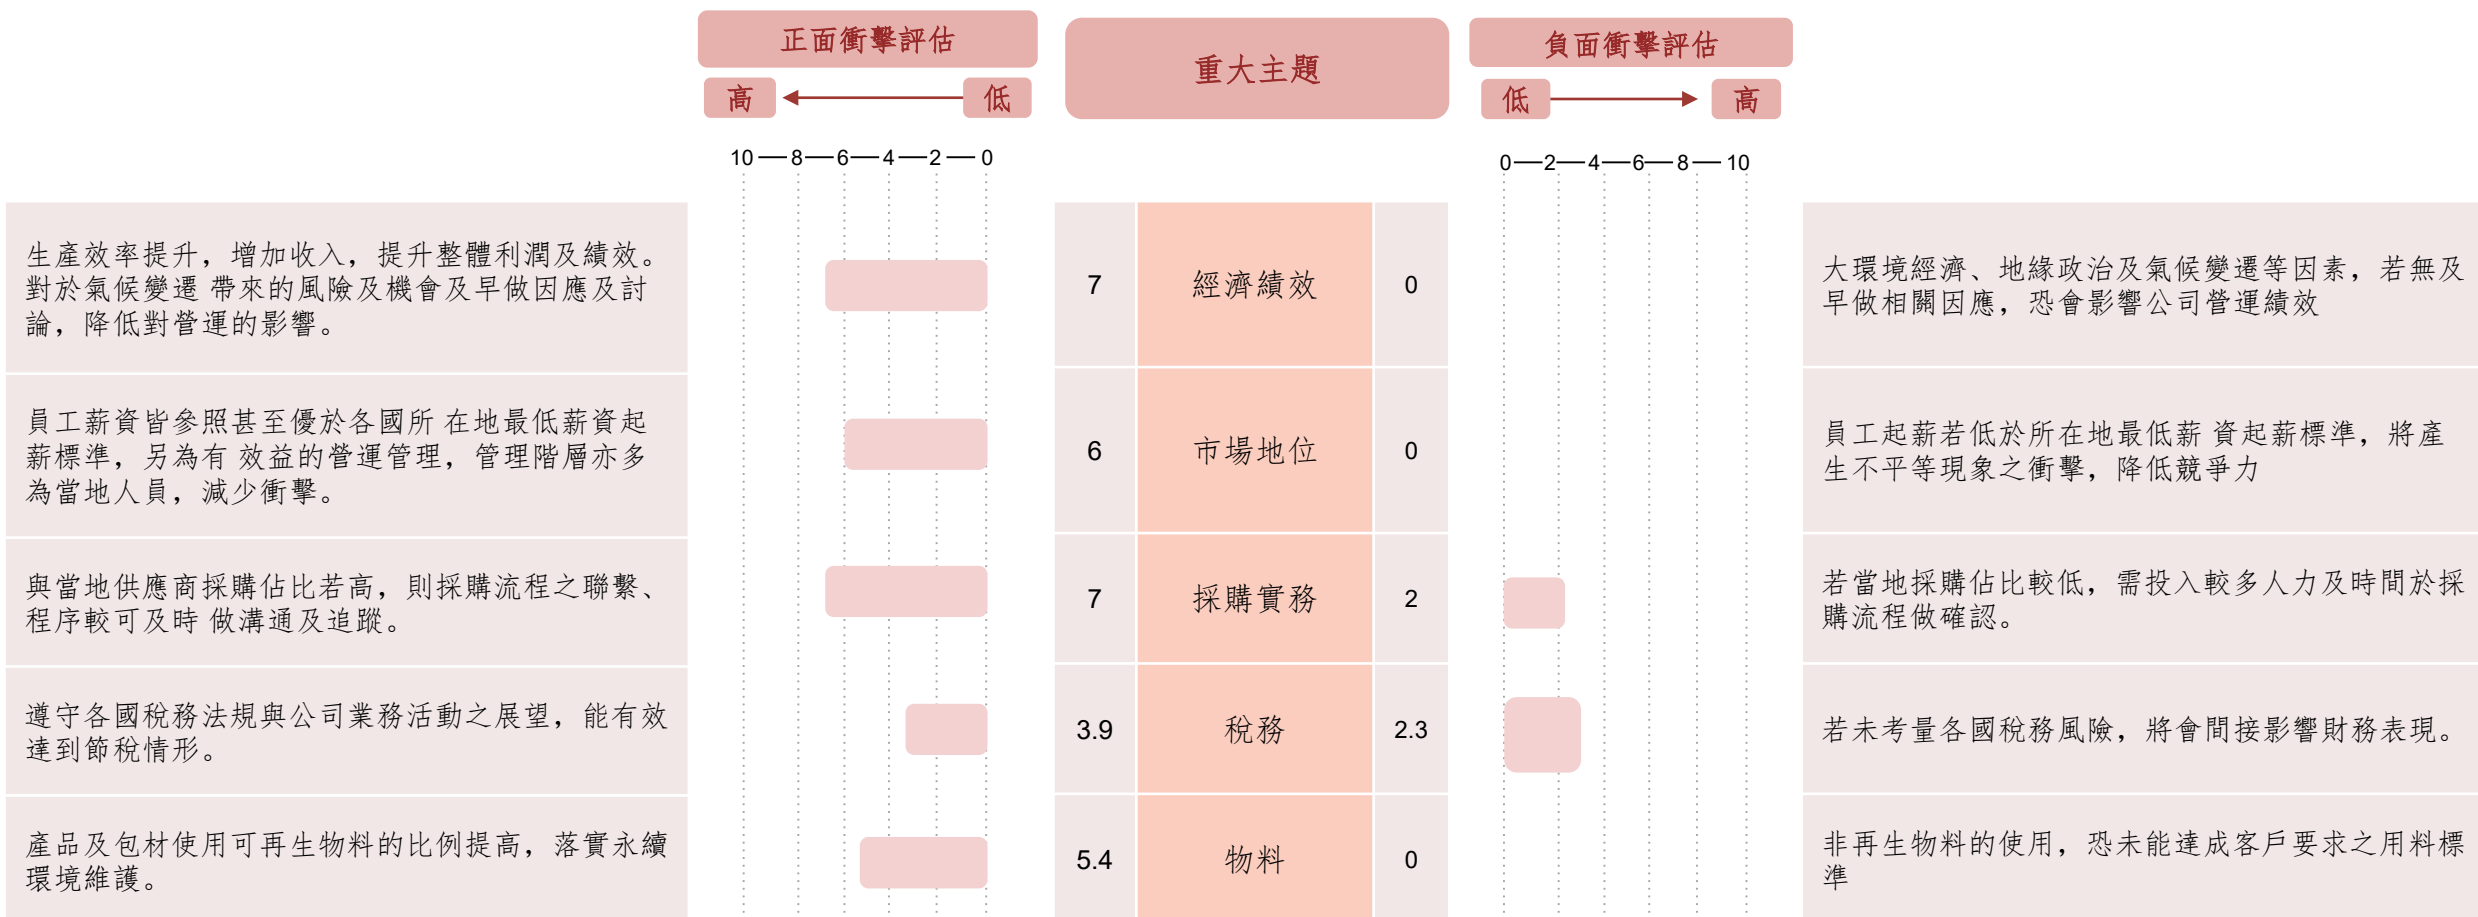 正面衝擊評估
高
低
重大主題
負面衝擊評估
低
高
10—8—6—4—2—0
0—2—4—6—8—10
生產效率提升，增加收入，提升整體利潤及績效。
對於氣候變遷 帶來的風險及機會及早做因應及討
論，降低對營運的影響。
7
經濟績效
0
大環境經濟、地緣政治及氣候變遷等因素，若無及
早做相關因應，恐會影響公司營運績效
員工薪資皆參照甚至優於各國所 在地最低薪資起
薪標準，另為有 效益的營運管理，管理階層亦多
為當地人員，減少衝擊。
6
市場地位
0
員工起薪若低於所在地最低薪 資起薪標準，將產
生不平等現象之衝擊，降低競爭力
與當地供應商採購佔比若高，則採購流程之聯繫、
程序較可及時 做溝通及追蹤。
7
採購實務
2
若當地採購佔比較低，需投入較多人力及時間於採
購流程做確認。
遵守各國稅務法規與公司業務活動之展望，能有效
達到節稅情形。
3.9
稅務
2.3
若未考量各國稅務風險，將會間接影響財務表現。
產品及包材使用可再生物料的比例提高，落實永續
環境維護。
5.4
物料
0
非再生物料的使用，恐未能達成客戶要求之用料標
準